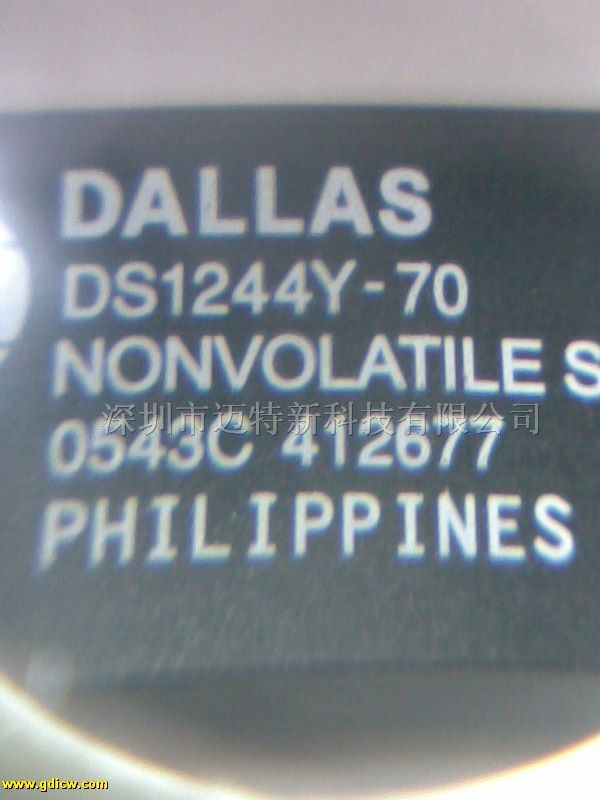 DALLAS
DS1244Y-70
NONVOLATILE S
深圳市迈特新科技有限公司
0543C 412677
PHILIPPINES
www.gdicw.com